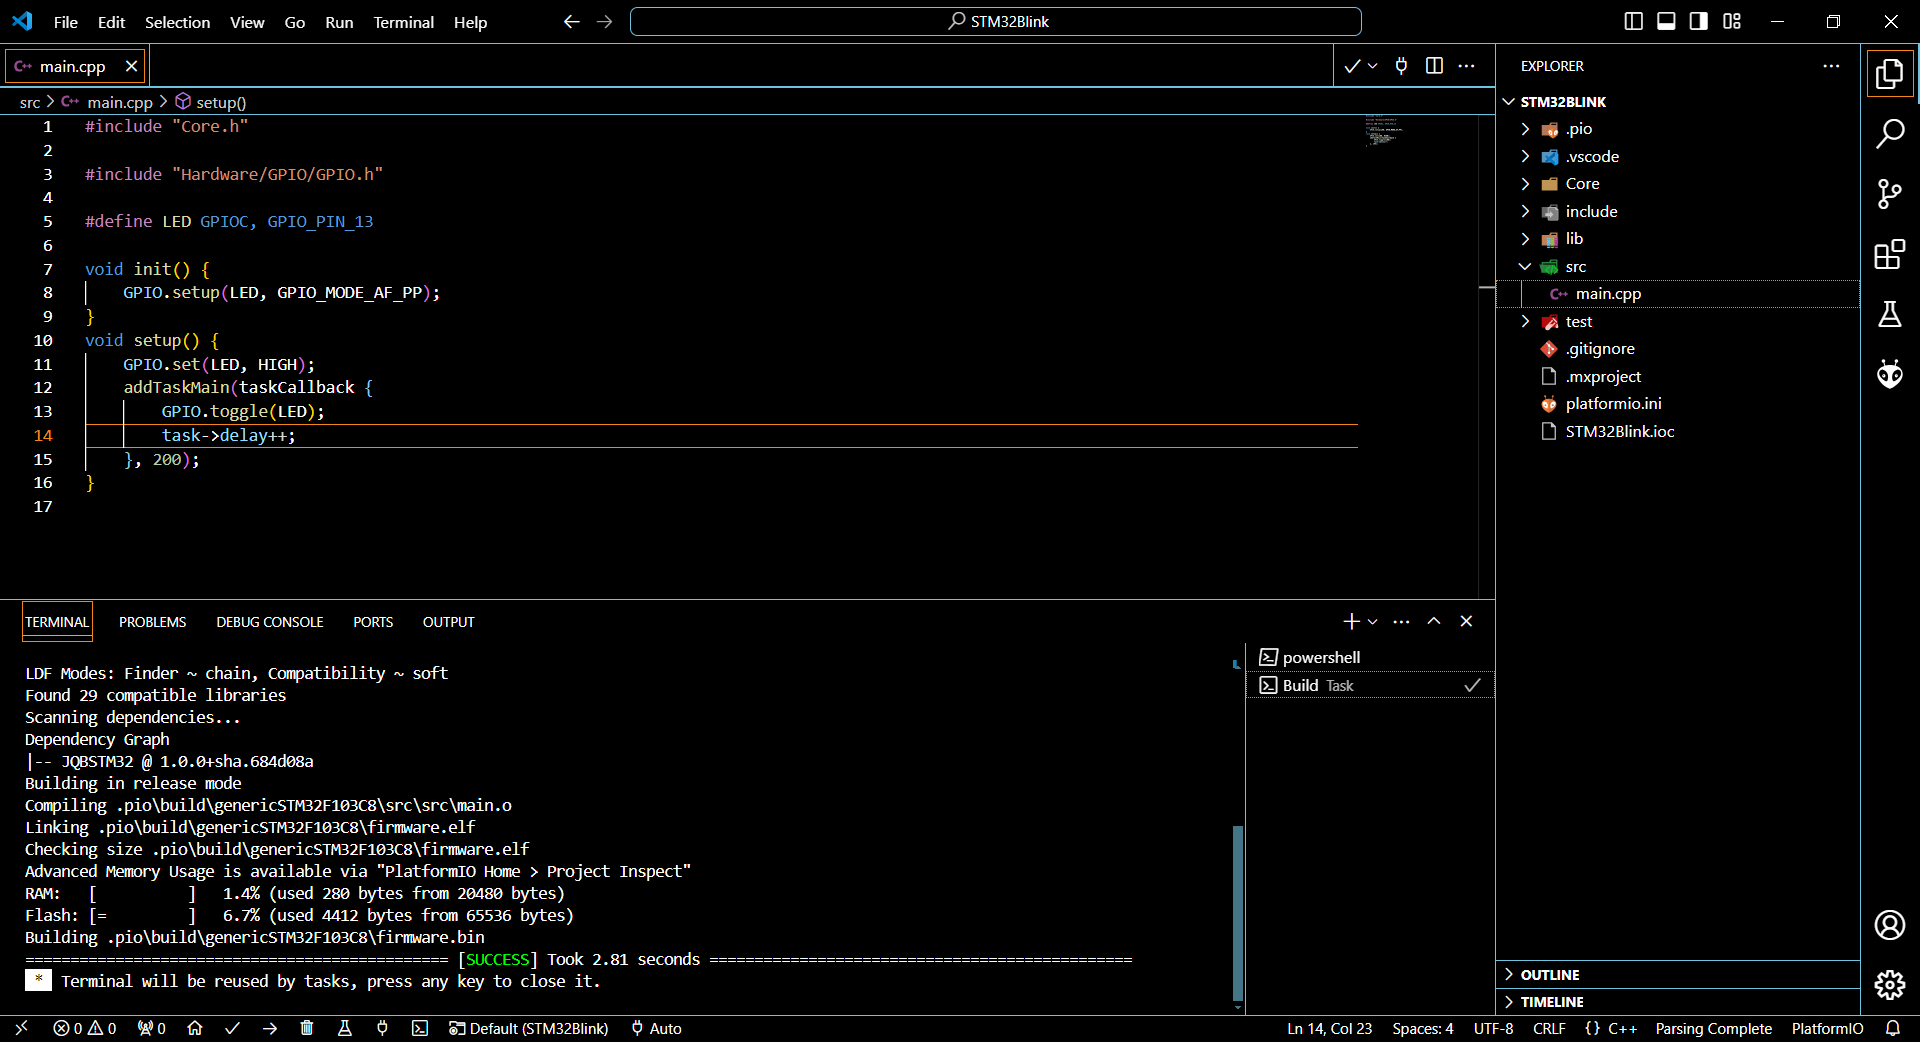 File Edit Selection View Go Run Terminal Help
STM32Blink
main.cpp
src > main.cpp > setup()
1 #include "Core.h"
2
3 #include "Hardware/GPIO/GPIO.h"
4
5 #define LED GPIOC, GPIO_PIN_13
6
7 void init() {
8 GPIO.setup(LED, GPIO_MODE_AF_PP);
9 }
10 void setup() {
11 GPIO.set(LED, HIGH);
12 addTaskMain(taskCallback {
13 GPIO.toggle(LED);
14 task->delay++;
15 }, 200);
16 }
17
TERMINAL PROBLEMS DEBUG CONSOLE PORTS OUTPUT
LDF Modes: Finder ~ chain, Compatibility ~ soft
Found 29 compatible libraries
Scanning dependencies...
Dependency Graph
|-- JQBSTM32 @ 1.0.0+sha.684d08a
Building in release mode
Compiling .pio\build\genericSTM32F103C8\src\src\main.o
Linking .pio\build\genericSTM32F103C8\firmware.elf
Checking size .pio\build\genericSTM32F103C8\firmware.elf
Advanced Memory Usage is available via "PlatformIO Home > Project Inspect"
RAM: [          ] 1.4% (used 280 bytes from 20480 bytes)
Flash: [=         ] 6.7% (used 4412 bytes from 65536 bytes)
Building .pio\build\genericSTM32F103C8\firmware.bin
=============================================== [SUCCESS] Took 2.81 seconds ===============================================
* Terminal will be reused by tasks, press any key to close it.
powershell
Build Task
EXPLORER
STM32BLINK
.pio
.vscode
Core
include
lib
src
main.cpp
test
.gitignore
.mxproject
platformio.ini
STM32Blink.ioc
OUTLINE
TIMELINE
0 0 0 Default (STM32Blink) Auto Ln 14, Col 23 Spaces: 4 UTF-8 CRLF {} C++ Parsing Complete PlatformIO